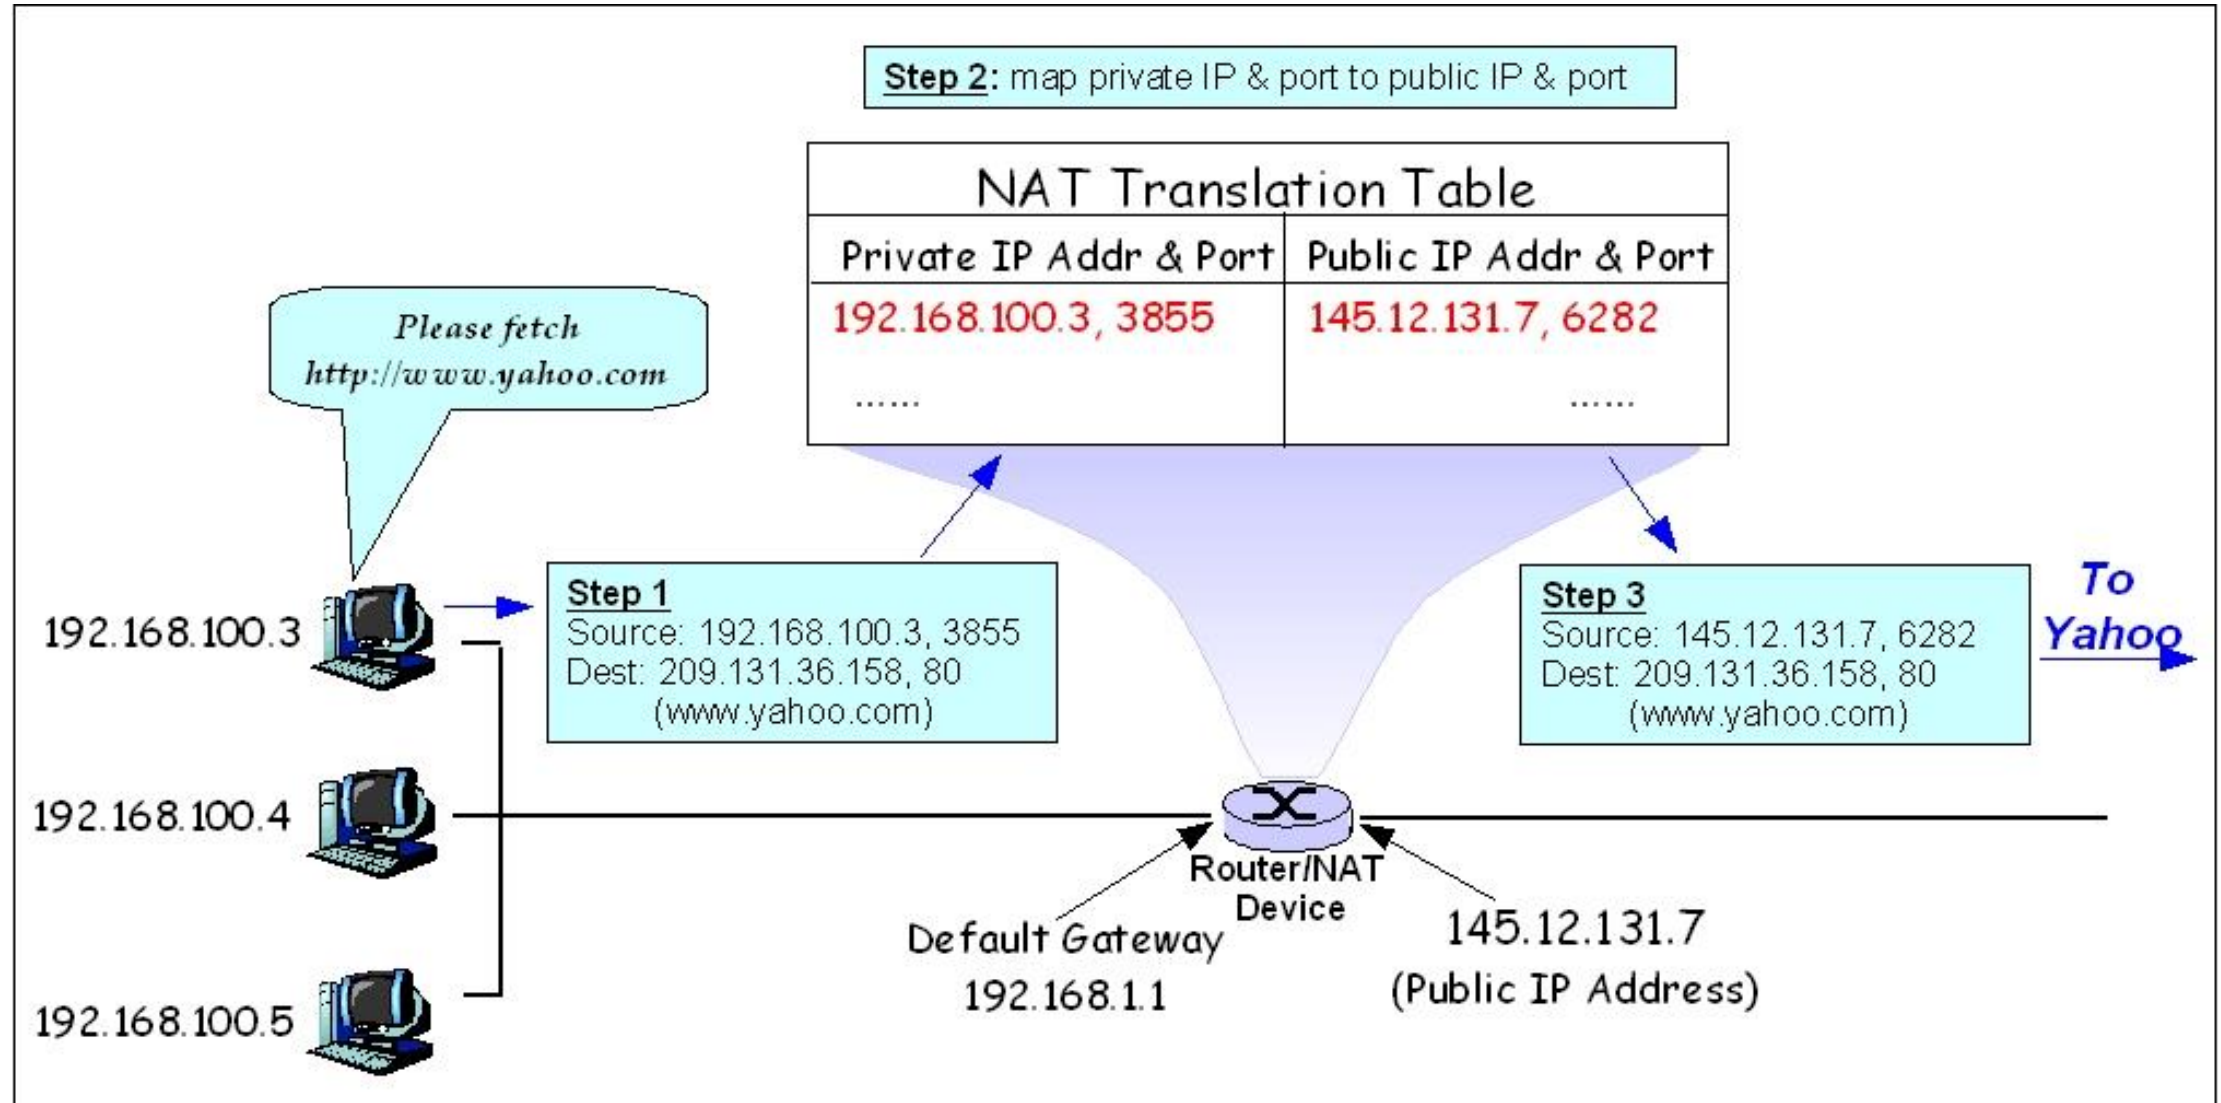 Step 2: map private IP & port to public IP & port
NAT Translation Table
Private IP Addr & Port
Public IP Addr & Port
192.168.100.3, 3855
145.12.131.7, 6282
......
......
Please fetch
http://www.yahoo.com
192.168.100.3
Step 1
Source: 192.168.100.3, 3855
Dest: 209.131.36.158, 80
(www.yahoo.com)
Step 3
Source: 145.12.131.7, 6282
Dest: 209.131.36.158, 80
(www.yahoo.com)
To
Yahoo
192.168.100.4
Router/NAT
Device
Default Gateway
192.168.1.1
145.12.131.7
(Public IP Address)
192.168.100.5